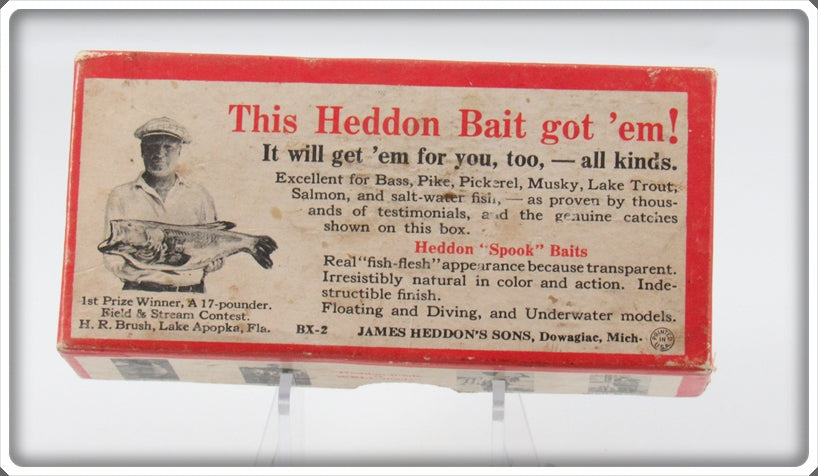 This Heddon Bait got 'em!
It will get 'em for you, too, — all kinds.
Excellent for Bass, Pike, Pickerel, Musky, Lake Trout,
Salmon, and salt-water fish, — as proven by thous-
ands of testimonials, and the genuine catches
shown on this box.
Heddon "Spook" Baits
Real "fish-flesh" appearance because transparent.
Irresistibly natural in color and action. Inde-
structible finish.
Floating and Diving, and Underwater models.
1st Prize Winner, A 17-pounder.
Field & Stream Contest.
H. R. Brush, Lake Apopka, Fla.
BX-2 JAMES HEDDON'S SONS, Dowagiac, Mich.
PRINTED
IN
U.S.A.